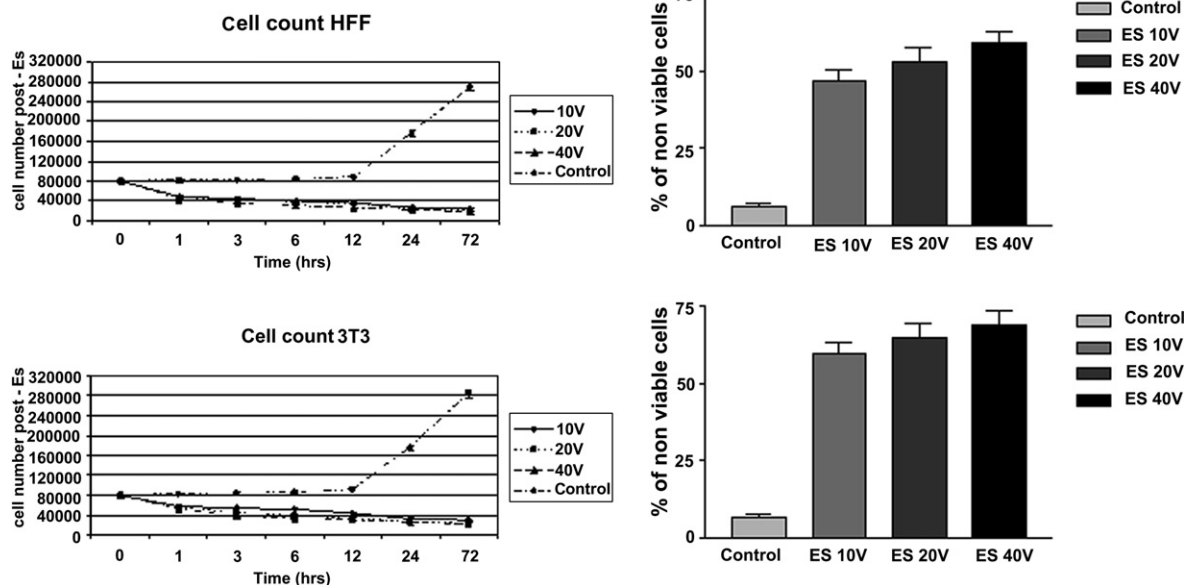 Cell count HFF
cell number post - Es
320000
280000
240000
200000
160000
120000
80000
40000
0
0 1 3 6 12 24 72
Time (hrs)
10V
20V
40V
Control
% of non viable cells
50
25
0
Control ES 10V ES 20V ES 40V
Control
ES 10V
ES 20V
ES 40V
Cell count 3T3
cell number post - Es
320000
280000
240000
200000
160000
120000
80000
40000
0
0 1 3 6 12 24 72
Time (hrs)
10V
20V
40V
Control
% of non viable cells
75
50
25
0
Control ES 10V ES 20V ES 40V
Control
ES 10V
ES 20V
ES 40V